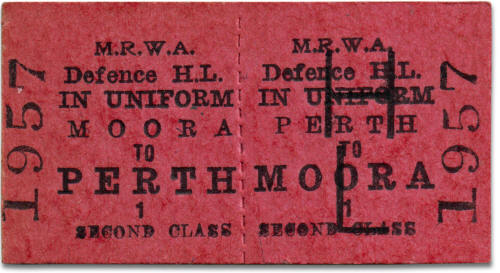 1957
M.R.W.A.
Defence H.L.
IN UNIFORM
MOORA
TO
PERTH
1
SECOND CLASS
M.R.W.A.
Defence H.L.
IN UNIFORM
PERTH
TO
MOORA
1
SECOND CLASS
H
L
1957